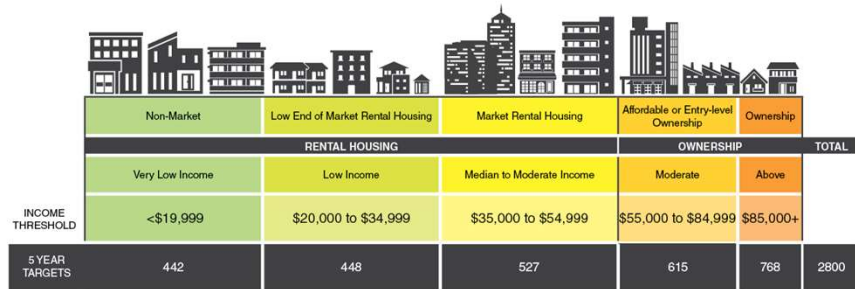 Non-Market
Low End of Market Rental Housing
Market Rental Housing
Affordable or Entry-level
Ownership
Ownership
RENTAL HOUSING
OWNERSHIP
TOTAL
Very Low Income
Low Income
Median to Moderate Income
Moderate
Above
INCOME
THRESHOLD
<$19,999
$20,000 to $34,999
$35,000 to $54,999
$55,000 to $84,999
$85,000+
5 YEAR
TARGETS
442
448
527
615
768
2800